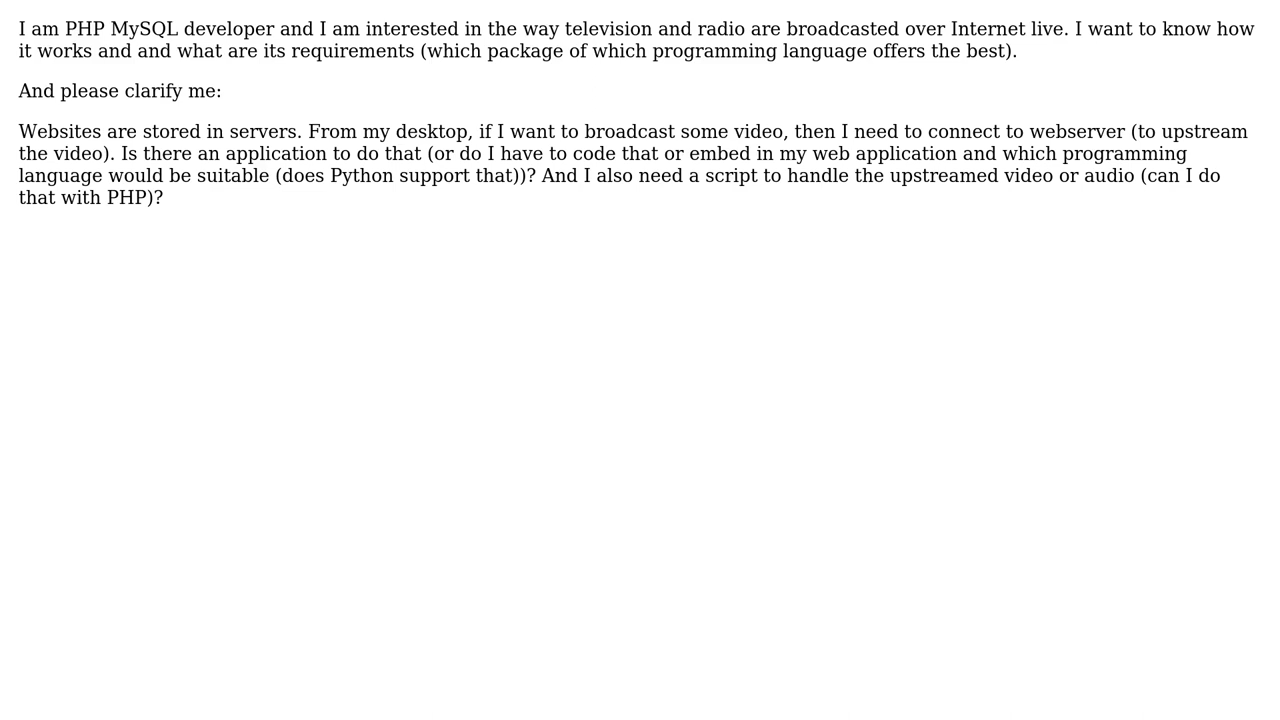 I am PHP MySQL developer and I am interested in the way television and radio are broadcasted over Internet live. I want to know how
it works and and what are its requirements (which package of which programming language offers the best).
And please clarify me:
Websites are stored in servers. From my desktop, if I want to broadcast some video, then I need to connect to webserver (to upstream
the video). Is there an application to do that (or do I have to code that or embed in my web application and which programming
language would be suitable (does Python support that))? And I also need a script to handle the upstreamed video or audio (can I do
that with PHP)?